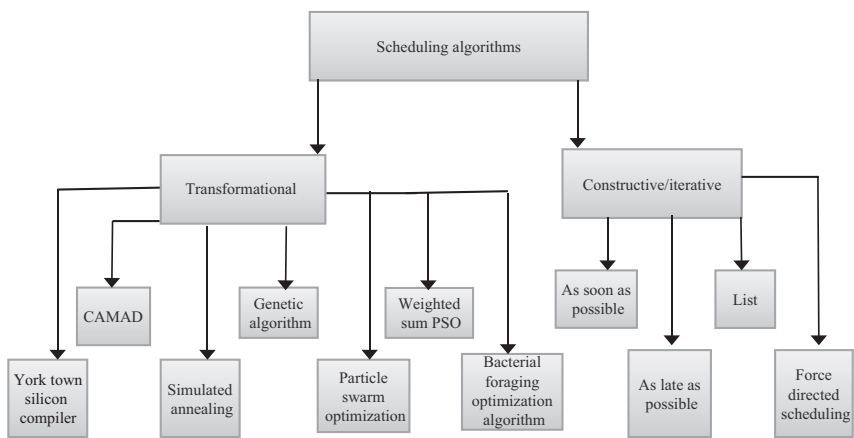 Scheduling algorithms
Transformational
Constructive/iterative
CAMAD
Genetic
algorithm
Weighted
sum PSO
As soon as
possible
List
York town
silicon
compiler
Simulated
annealing
Particle
swarm
optimization
Bacterial
foraging
optimization
algorithm
As late as
possible
Force
directed
scheduling